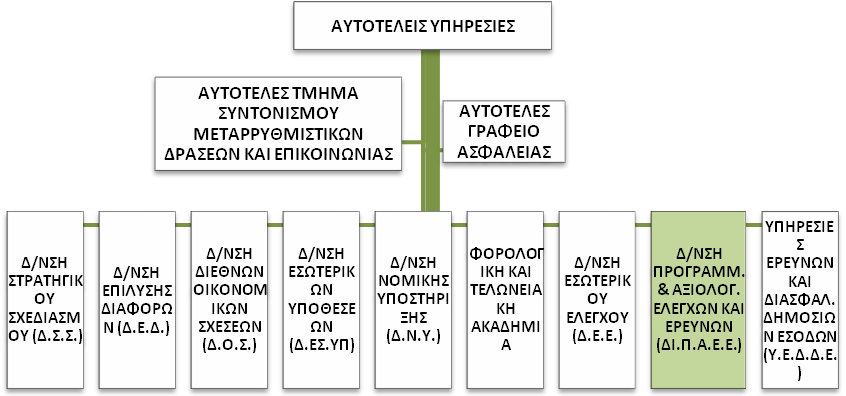 ΑΥΤΟΤΕΛΕΙΣ ΥΠΗΡΕΣΙΕΣ
ΑΥΤΟΤΕΛΕΣ ΤΜΗΜΑ
ΣΥΝΤΟΝΙΣΜΟΥ
ΜΕΤΑΡΡΥΘΜΙΣΤΙΚΩΝ
ΔΡΑΣΕΩΝ ΚΑΙ ΕΠΙΚΟΙΝΩΝΙΑΣ
ΑΥΤΟΤΕΛΕΣ
ΓΡΑΦΕΙΟ
ΑΣΦΑΛΕΙΑΣ
Δ/ΝΣΗ
ΣΤΡΑΤΗΓΙΚ
ΟΥ
ΣΧΕΔΙΑΣΜ
ΟΥ (Δ.Σ.Σ.)
Δ/ΝΣΗ
ΕΠΙΛΥΣΗΣ
ΔΙΑΦΟΡΩ
Ν (Δ.Ε.Δ.)
Δ/ΝΣΗ
ΔΙΕΘΝΩΝ
ΟΙΚΟΝΟΜ
ΙΚΩΝ
ΣΧΕΣΕΩΝ
(Δ.Ο.Σ.)
Δ/ΝΣΗ
ΕΣΩΤΕΡΙΚ
ΩΝ
ΥΠΟΘΕΣΕ
ΩΝ
(Δ.ΕΣ.ΥΠ)
Δ/ΝΣΗ
ΝΟΜΙΚΗΣ
ΥΠΟΣΤΗΡΙ
ΞΗΣ
(Δ.Ν.Υ.)
ΦΟΡΟΛΟΓ
ΙΚΗ ΚΑΙ
ΤΕΛΩΝΕΙΑ
ΚΗ
ΑΚΑΔΗΜΙ
Α
Δ/ΝΣΗ
ΕΣΩΤΕΡΙΚ
ΟΥ
ΕΛΕΓΧΟΥ
(Δ.Ε.Ε.)
Δ/ΝΣΗ
ΠΡΟΓΡΑΜΜ.
& ΑΞΙΟΛΟΓ.
ΕΛΕΓΧΩΝ ΚΑΙ
ΕΡΕΥΝΩΝ
(ΔΙ.Π.Α.Ε.Ε.)
ΥΠΗΡΕΣΙΕ
Σ
ΕΡΕΥΝΩΝ
ΚΑΙ
ΔΙΑΣΦΑΛ.
ΔΗΜΟΣΙΩ
Ν ΕΣΟΔΩΝ
(Υ.Ε.Δ.Δ.Ε.
)